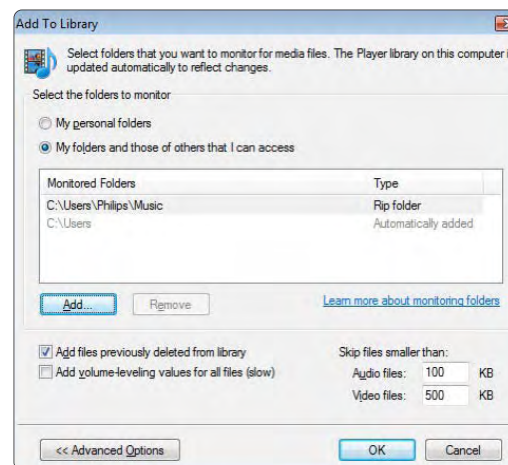 Add To Library
Select folders that you want to monitor for media files. The Player library on this computer
updated automatically to reflect changes.
Select the folders to monitor
My personal folders
My folders and those of others that I can access
Monitored Folders Type
C:\Users\Philips\Music Rip folder
C:\Users Automatically added
Add... Remove Learn more about monitoring folders
Add files previously deleted from library Skip files smaller than:
Add volume-leveling values for all files (slow) Audio files: 100 KB
Video files: 500 KB
<< Advanced Options OK Cancel